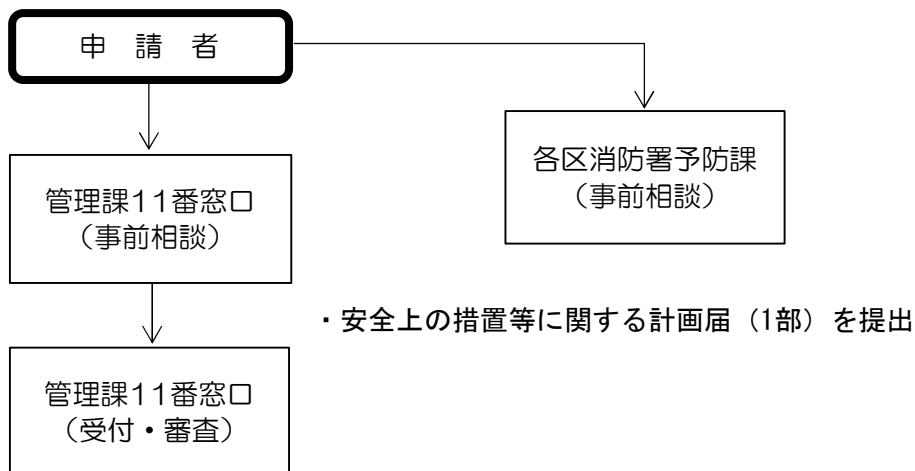 申 請 者
各区消防署予防課
（事前相談）
管理課11番窓口
（事前相談）
・安全上の措置等に関する計画届（1部）を提出
管理課11番窓口
（受付・審査）